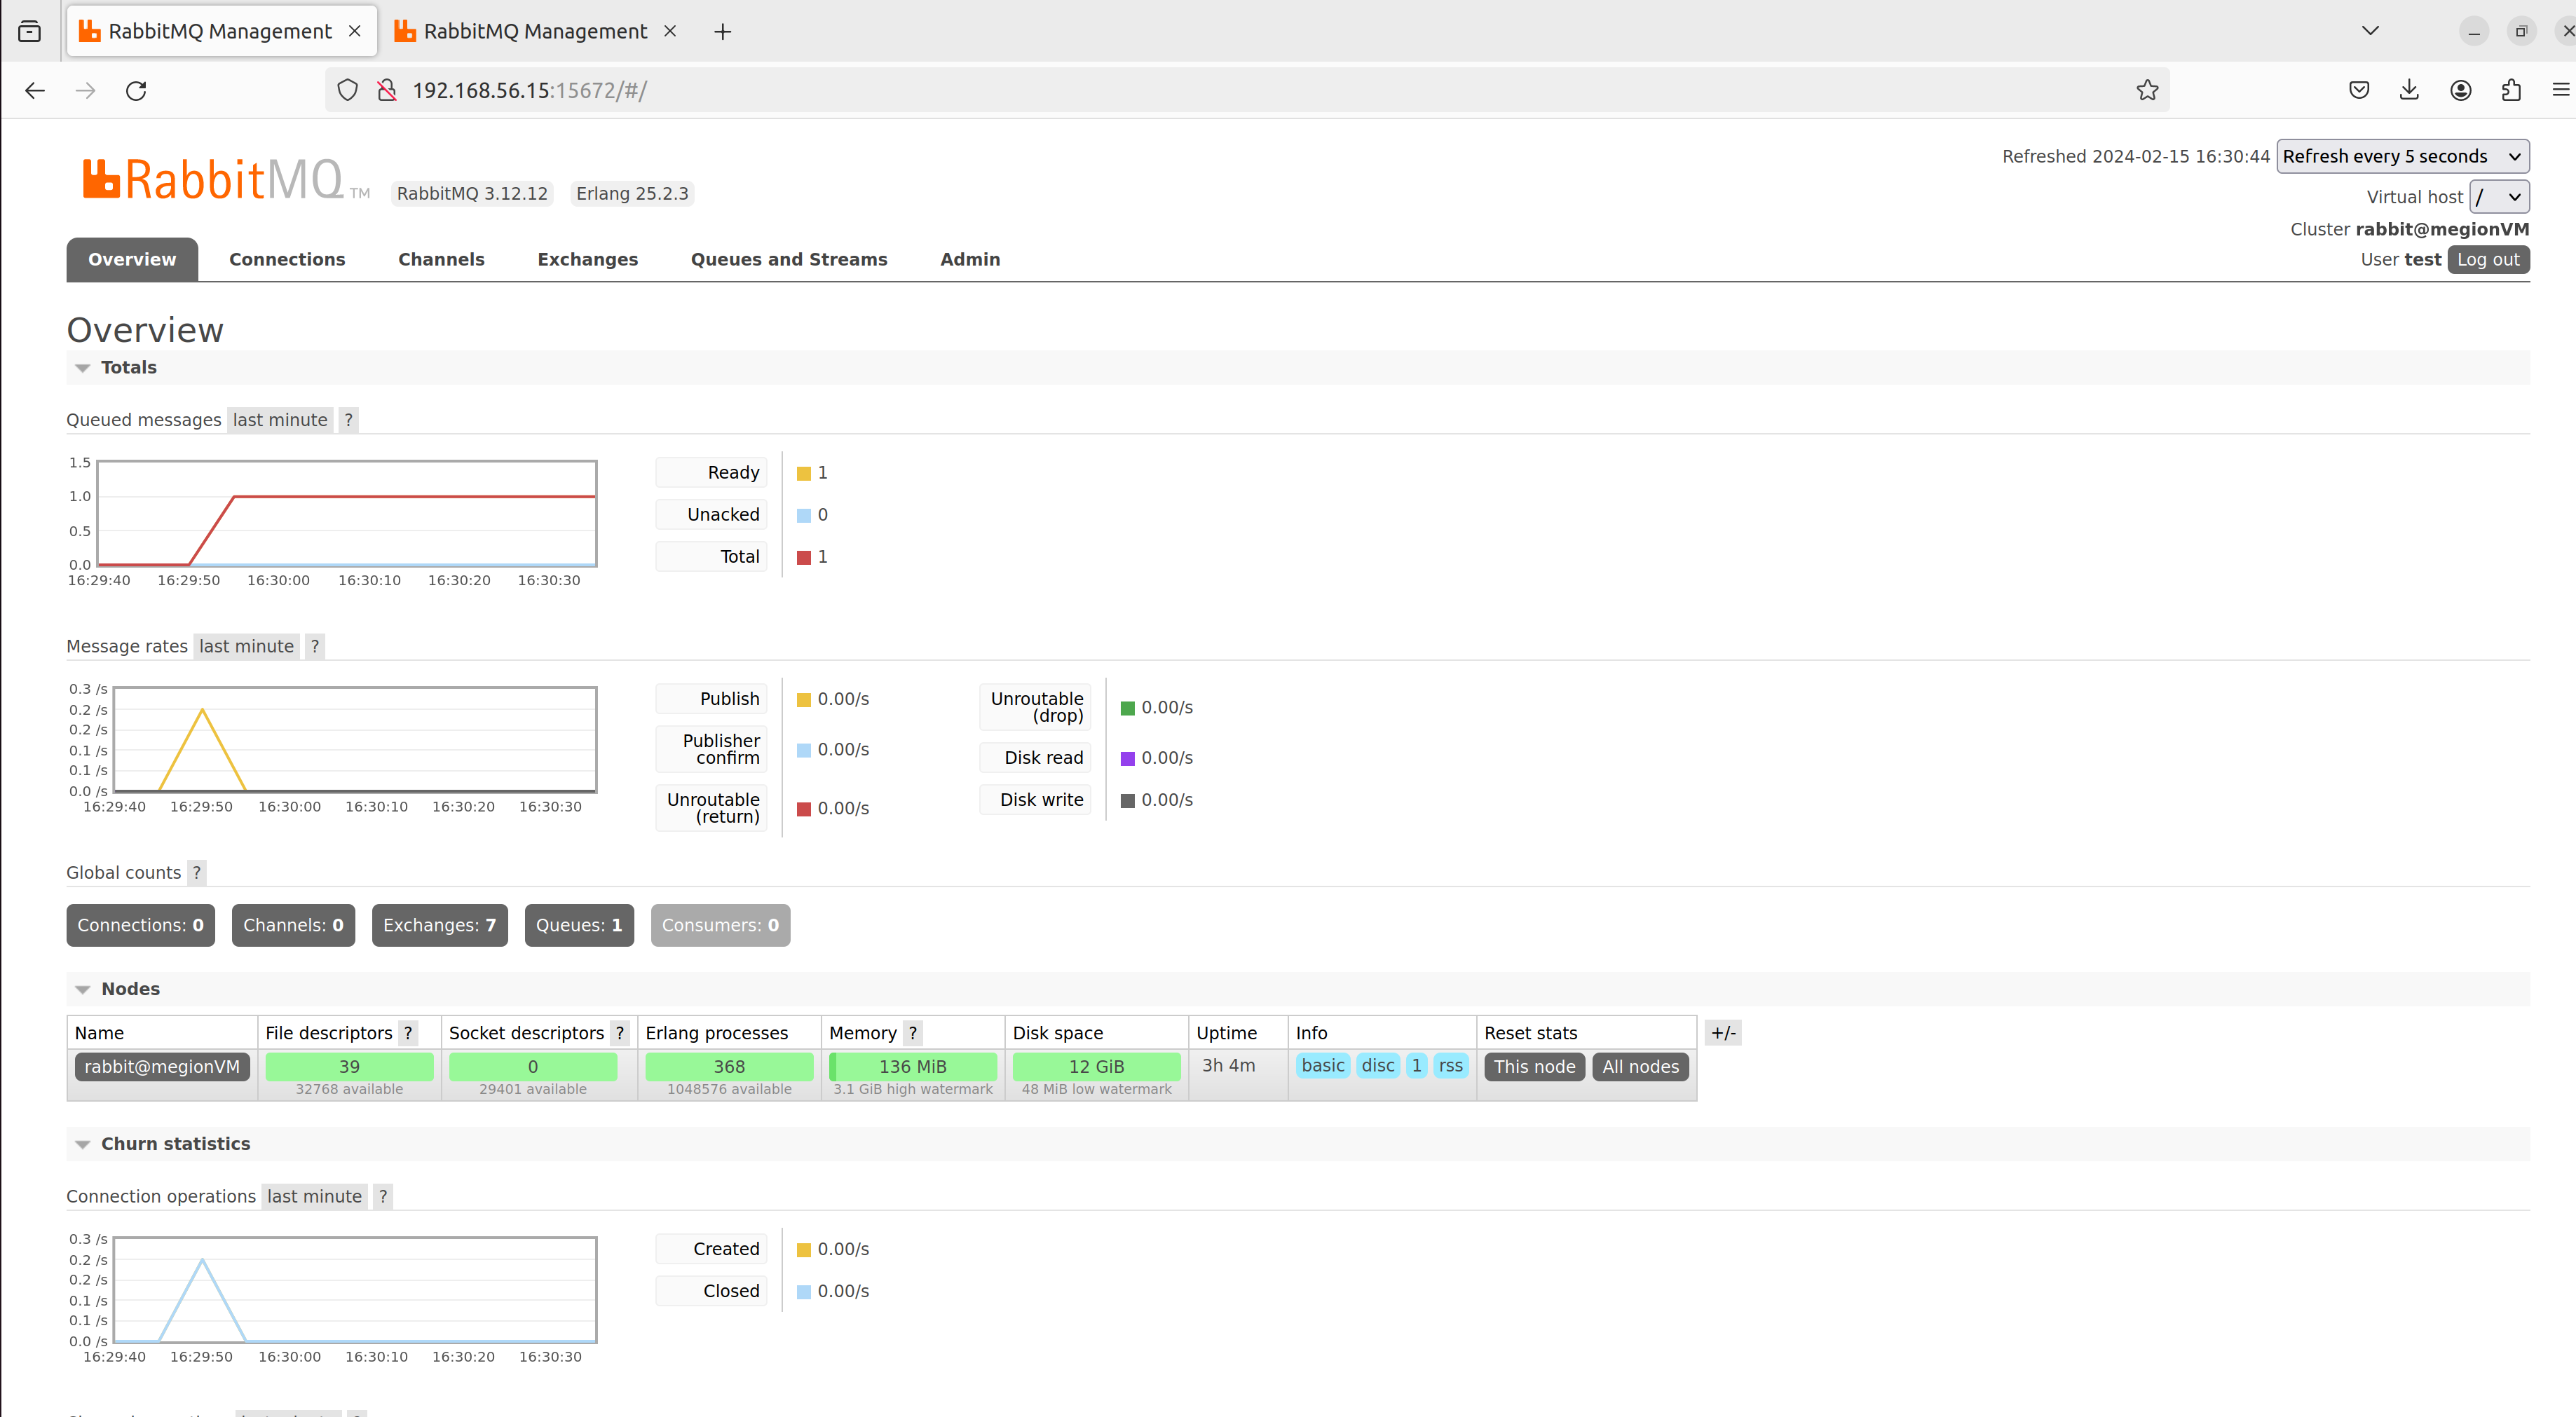 RabbitMQ Management
RabbitMQ Management
192.168.56.15:15672/#/
RabbitMQ TM
RabbitMQ 3.12.12 Erlang 25.2.3
Refreshed 2024-02-15 16:30:44 Refresh every 5 seconds
Virtual host /
Cluster rabbit@megionVM
User test Log out
Overview Connections Channels Exchanges Queues and Streams Admin
Overview
Totals
Queued messages last minute ?
1.5
1.0
0.5
0.0
16:29:40 16:29:50 16:30:00 16:30:10 16:30:20 16:30:30
Ready 1
Unacked 0
Total 1
Message rates last minute ?
0.3 /s
0.2 /s
0.2 /s
0.1 /s
0.1 /s
0.0 /s
16:29:40 16:29:50 16:30:00 16:30:10 16:30:20 16:30:30
Publish 0.00/s
Publisher
confirm 0.00/s
Unroutable
(return) 0.00/s
Unroutable
(drop) 0.00/s
Disk read 0.00/s
Disk write 0.00/s
Global counts ?
Connections: 0 Channels: 0 Exchanges: 7 Queues: 1 Consumers: 0
Nodes
Name File descriptors ? Socket descriptors ? Erlang processes Memory ? Disk space Uptime Info Reset stats +/-
rabbit@megionVM 39 0 368 136 MiB 12 GiB 3h 4m basic disc 1 rss This node All nodes
32768 available 29401 available 1048576 available 3.1 GiB high watermark 48 MiB low watermark
Churn statistics
Connection operations last minute ?
0.3 /s
0.2 /s
0.2 /s
0.1 /s
0.1 /s
0.0 /s
16:29:40 16:29:50 16:30:00 16:30:10 16:30:20 16:30:30
Created 0.00/s
Closed 0.00/s